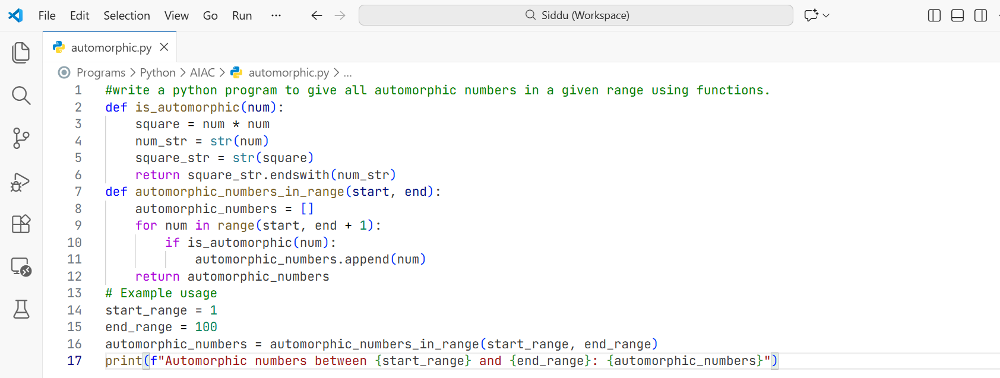 File Edit Selection View Go Run ... Siddu (Workspace)
automorphic.py
Programs > Python > AIAC > automorphic.py > ...
1 #write a python program to give all automorphic numbers in a given range using functions.
2 def is_automorphic(num):
3     square = num * num
4     num_str = str(num)
5     square_str = str(square)
6     return square_str.endswith(num_str)
7 def automorphic_numbers_in_range(start, end):
8     automorphic_numbers = []
9     for num in range(start, end + 1):
10         if is_automorphic(num):
11             automorphic_numbers.append(num)
12     return automorphic_numbers
13 # Example usage
14 start_range = 1
15 end_range = 100
16 automorphic_numbers = automorphic_numbers_in_range(start_range, end_range)
17 print(f"Automorphic numbers between {start_range} and {end_range}: {automorphic_numbers}")